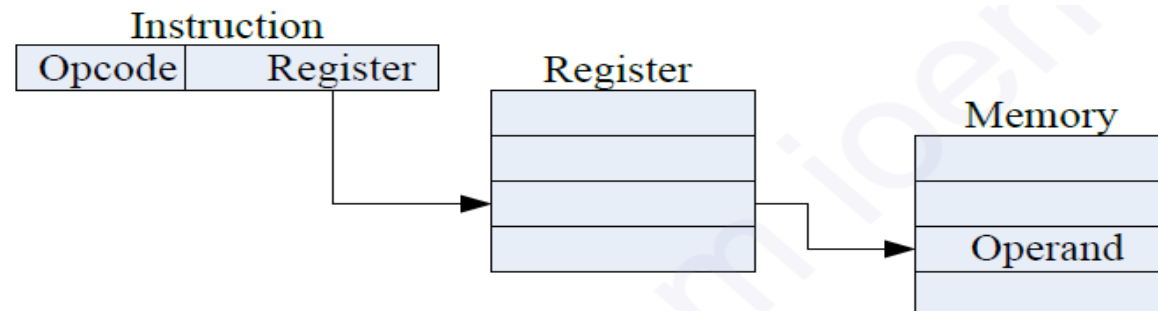 Instruction
Opcode Register
Register
Memory
Operand